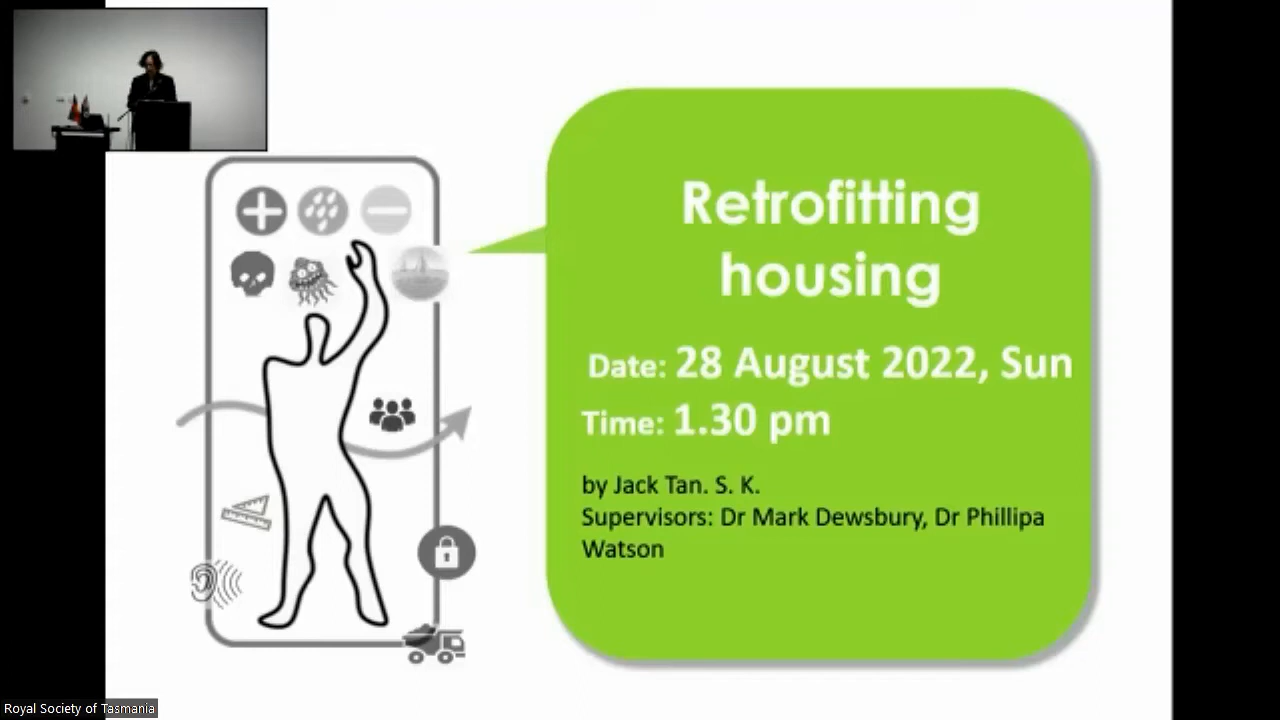 Retrofitting
housing
Date: 28 August 2022, Sun
Time: 1.30 pm
by Jack Tan. S. K.
Supervisors: Dr Mark Dewsbury, Dr Phillipa
Watson
Royal Society of Tasmania